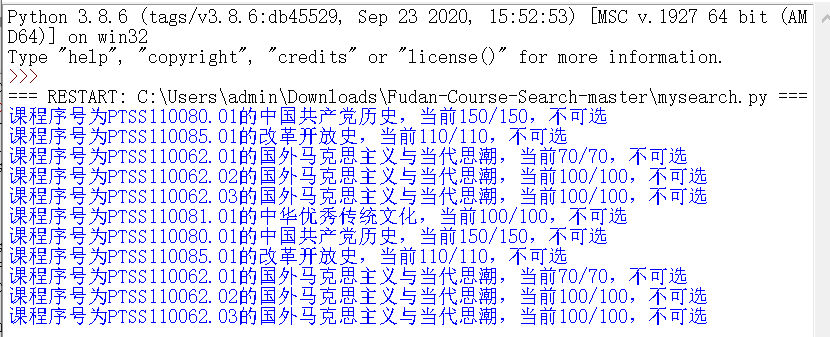 Python 3.8.6 (tags/v3.8.6:db45529, Sep 23 2020, 15:52:53) [MSC v.1927 64 bit (AM
D64)] on win32
Type "help", "copyright", "credits" or "license()" for more information.
>>>
=== RESTART: C:\Users\admin\Downloads\Fudan-Course-Search-master\mysearch.py ===
课程序号为PTSS110080.01的中国共产党历史，当前150/150，不可选
课程序号为PTSS110085.01的改革开放史，当前110/110，不可选
课程序号为PTSS110062.01的国外马克思主义与当代思潮，当前70/70，不可选
课程序号为PTSS110062.02的国外马克思主义与当代思潮，当前100/100，不可选
课程序号为PTSS110062.03的国外马克思主义与当代思潮，当前100/100，不可选
课程序号为PTSS110081.01的中华优秀传统文化，当前100/100，不可选
课程序号为PTSS110080.01的中国共产党历史，当前150/150，不可选
课程序号为PTSS110085.01的改革开放史，当前110/110，不可选
课程序号为PTSS110062.01的国外马克思主义与当代思潮，当前70/70，不可选
课程序号为PTSS110062.02的国外马克思主义与当代思潮，当前100/100，不可选
课程序号为PTSS110062.03的国外马克思主义与当代思潮，当前100/100，不可选